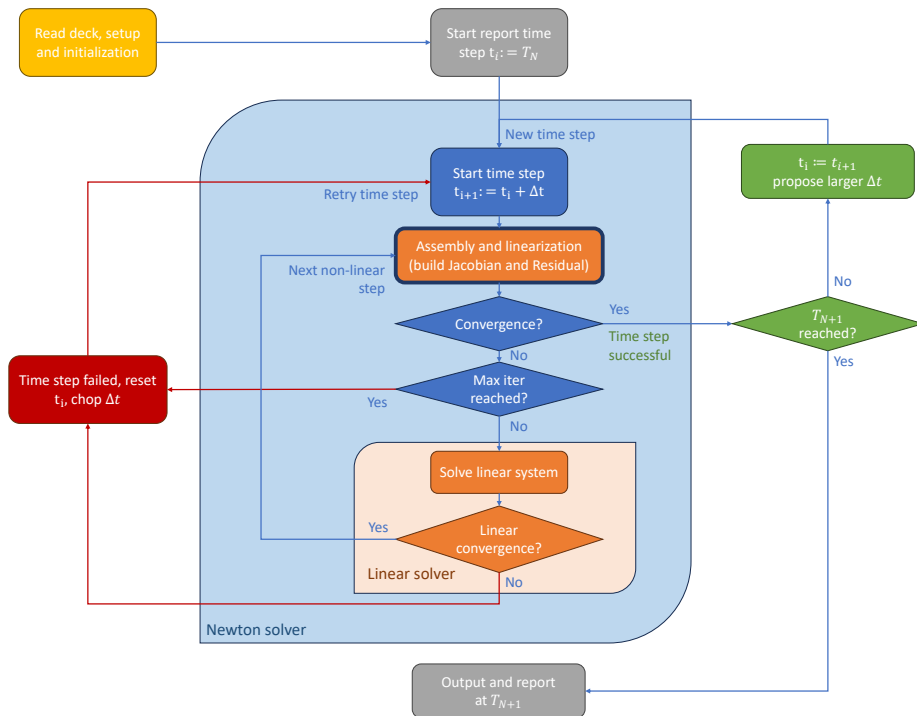 Read deck, setup
and initialization
Start report time
step t𝑖: = 𝑇𝑁
New time step
Start time step
tᵢ₊₁: = tᵢ + Δt
Retry time step
t𝑖 ≔ 𝑡𝑖+1
propose larger Δ𝑡
Assembly and linearization
(build Jacobian and Residual)
Next non-linear
step
No
Convergence?
Yes
Time step
successful
𝑇𝑁+1
reached?
Yes
No
Time step failed, reset
tᵢ, chop Δ𝑡
Max iter
reached?
Yes
No
Solve linear system
Yes
Linear
convergence?
Linear solver
No
Newton solver
Output and report
at 𝑇𝑁+1